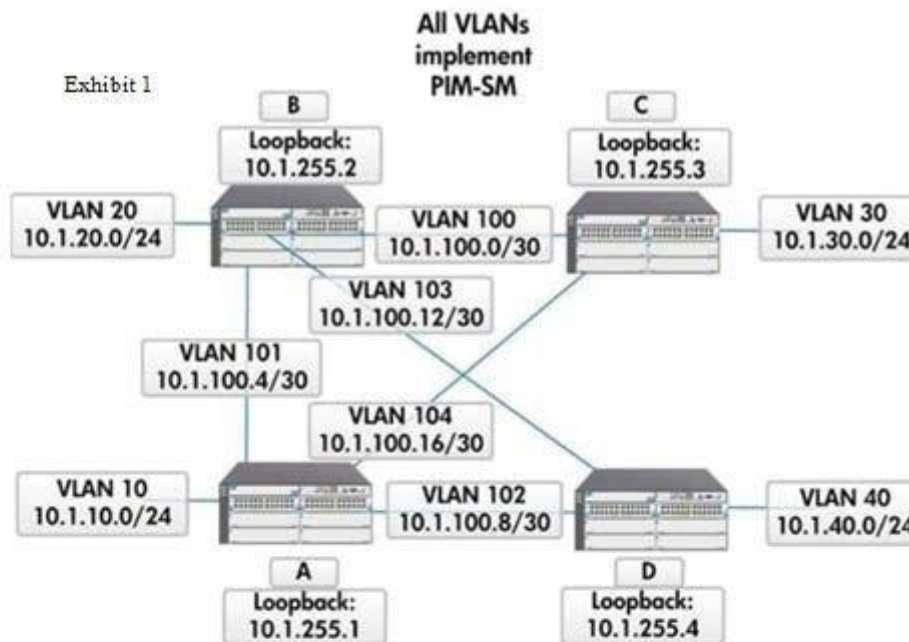 All VLANs
implement
PIM-SM
Exhibit 1
B
Loopback:
10.1.255.2
C
Loopback:
10.1.255.3
VLAN 20
10.1.20.0/24
VLAN 100
10.1.100.0/30
VLAN 30
10.1.30.0/24
VLAN 103
10.1.100.12/30
VLAN 101
10.1.100.4/30
VLAN 104
10.1.100.16/30
VLAN 10
10.1.10.0/24
VLAN 102
10.1.100.8/30
VLAN 40
10.1.40.0/24
A
Loopback:
10.1.255.1
D
Loopback:
10.1.255.4